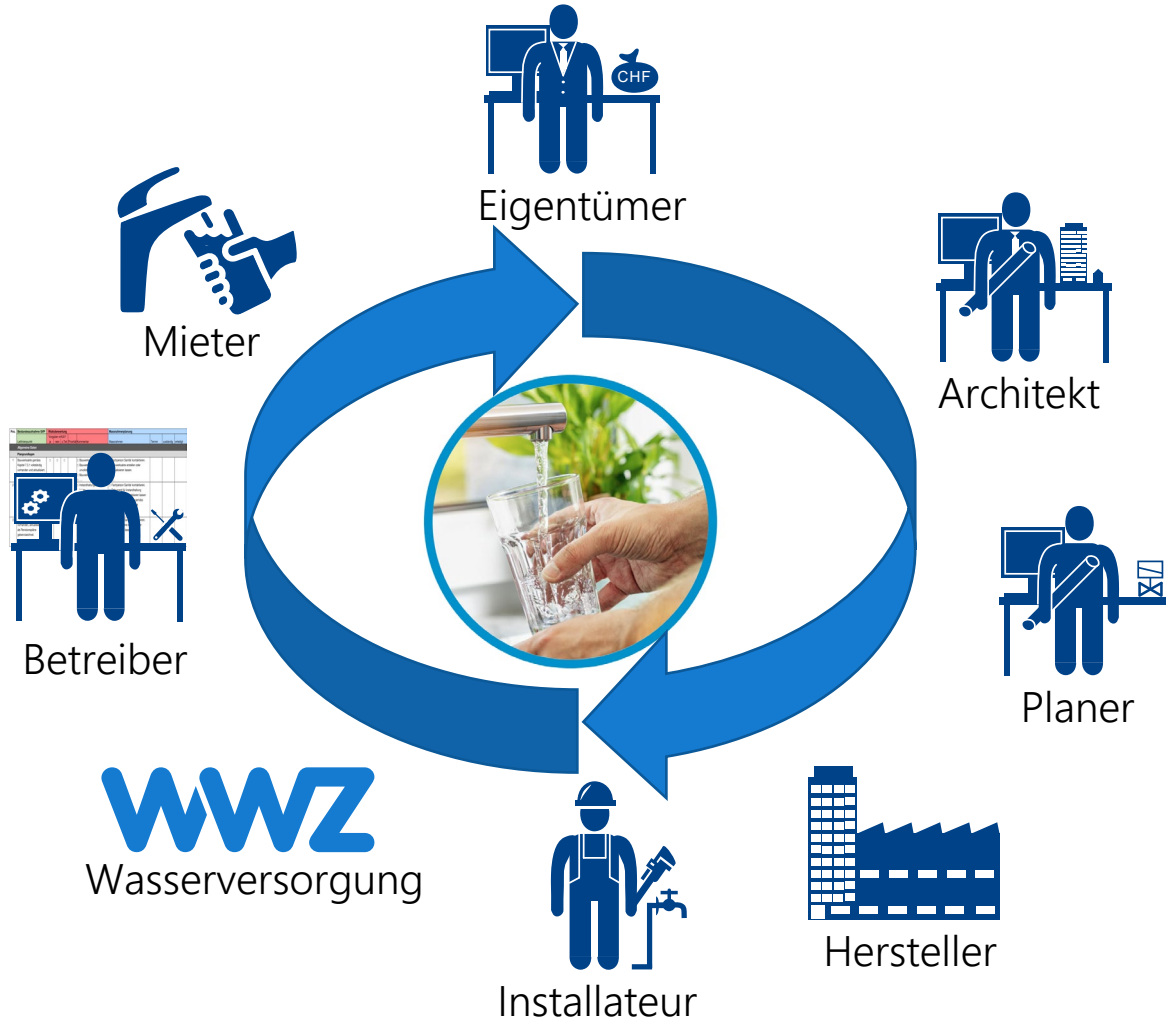 CHF
Eigentümer
Architekt
Planer
Hersteller
Installateur
WWZ
Wasserversorgung
Betreiber
Mieter